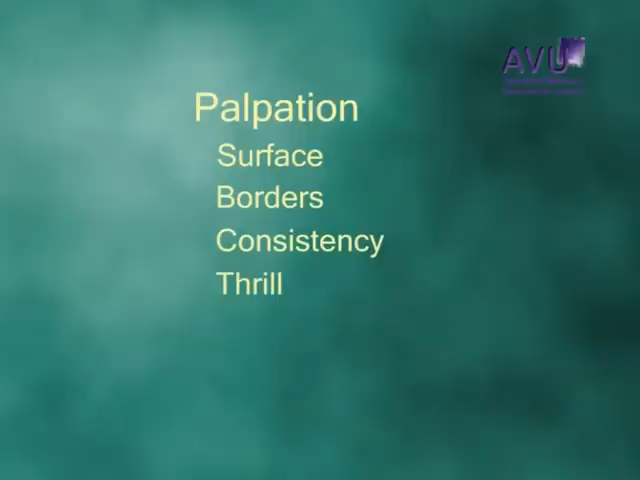 AVU
Palpation
Surface
Borders
Consistency
Thrill